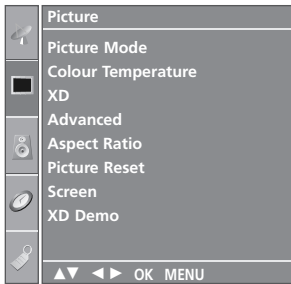 Picture
Picture Mode
Colour Temperature
XD
Advanced
Aspect Ratio
Picture Reset
Screen
XD Demo
▲▼ ◄► OK MENU